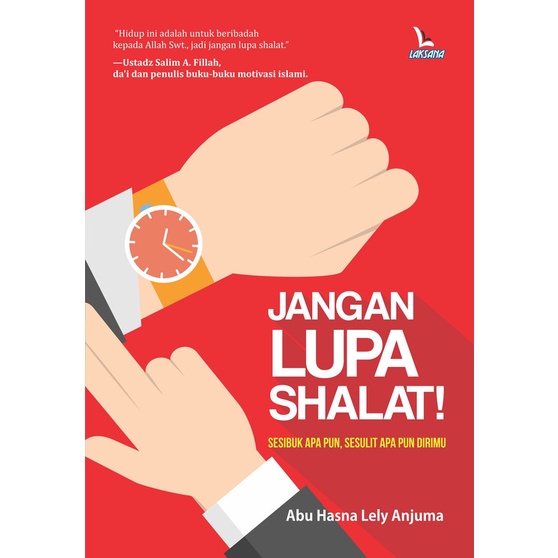 “Hidup ini adalah untuk beribadah
kepada Allah Swt., jadi jangan lupa shalat.”
—Ustadz Salim A. Fillah,
da'i dan penulis buku-buku motivasi islami.
LAKSANA
JANGAN
LUPA
SHALAT!
SESIBUK APA PUN, SESULIT APA PUN DIRIMU
Abu Hasna Lely Anjuma